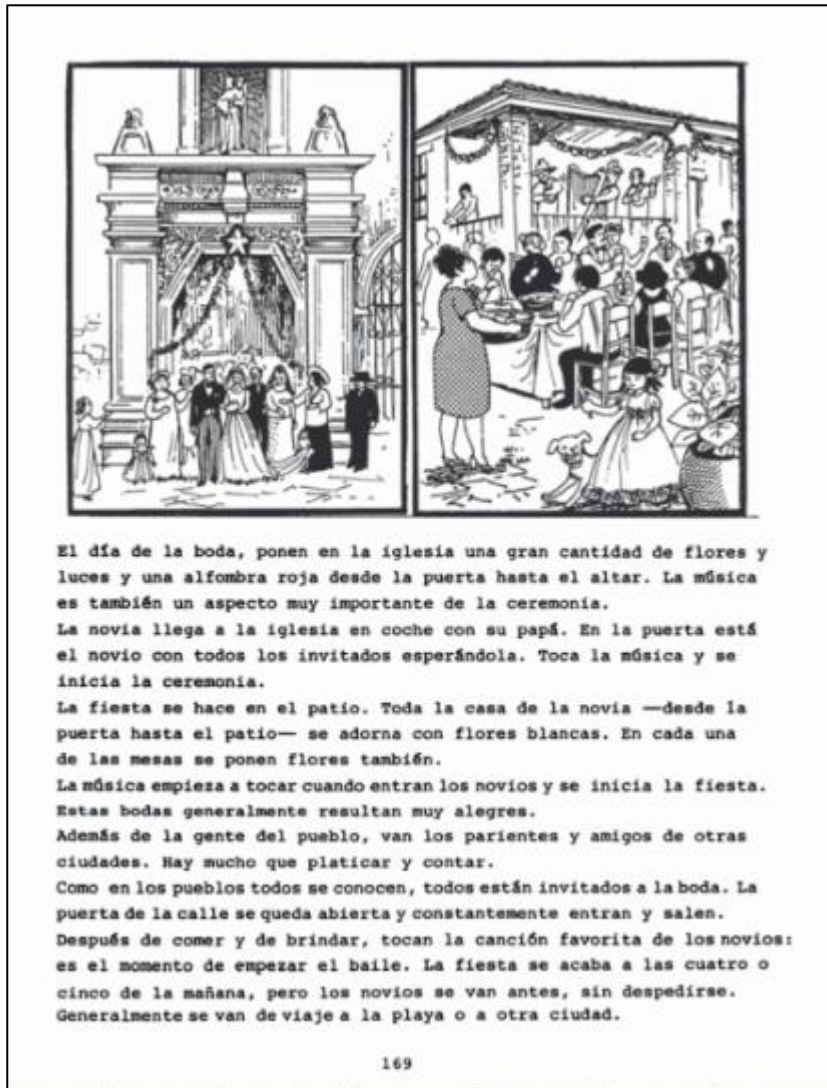 El día de la boda, ponen en la iglesia una gran cantidad de flores y
luces y una alfombra roja desde la puerta hasta el altar. La música
es también un aspecto muy importante de la ceremonia.
La novia llega a la iglesia en coche con su papá. En la puerta está
el novio con todos los invitados esperándola. Toca la música y se
inicia la ceremonia.
La fiesta se hace en el patio. Toda la casa de la novia —desde la
puerta hasta el patio— se adorna con flores blancas. En cada una
de las mesas se ponen flores también.
La música empieza a tocar cuando entran los novios y se inicia la fiesta.
Estas bodas generalmente resultan muy alegres.
Además de la gente del pueblo, van los parientes y amigos de otras
ciudades. Hay mucho que platicar y contar.
Como en los pueblos todos se conocen, todos están invitados a la boda. La
puerta de la calle se queda abierta y constantemente entran y salen.
Después de comer y de brindar, tocan la canción favorita de los novios:
es el momento de empezar el baile. La fiesta se acaba a las cuatro o
cinco de la mañana, pero los novios se van antes, sin despedirse.
Generalmente se van de viaje a la playa o a otra ciudad.
169